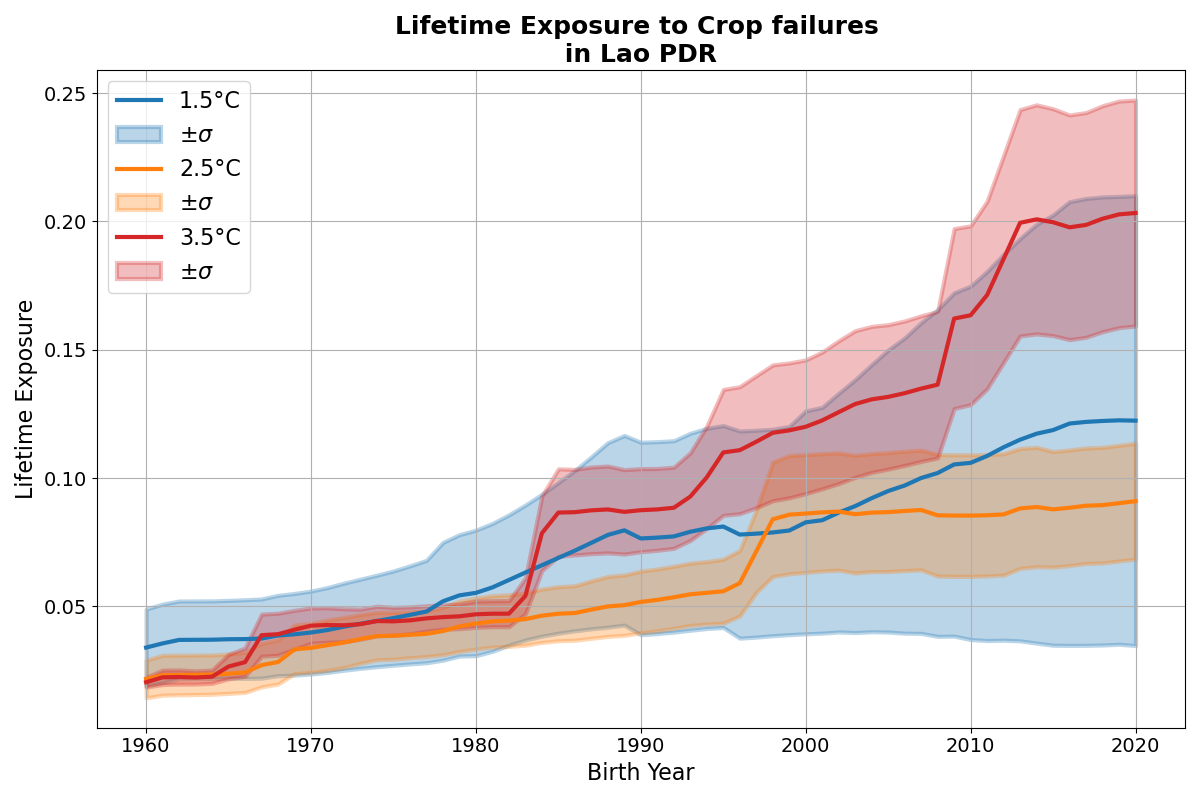 Lifetime Exposure to Crop failures
in Lao PDR
1.5°C
±σ
2.5°C
±σ
3.5°C
±σ
Lifetime Exposure
0.25
0.20
0.15
0.10
0.05
1960 1970 1980 1990 2000 2010 2020
Birth Year